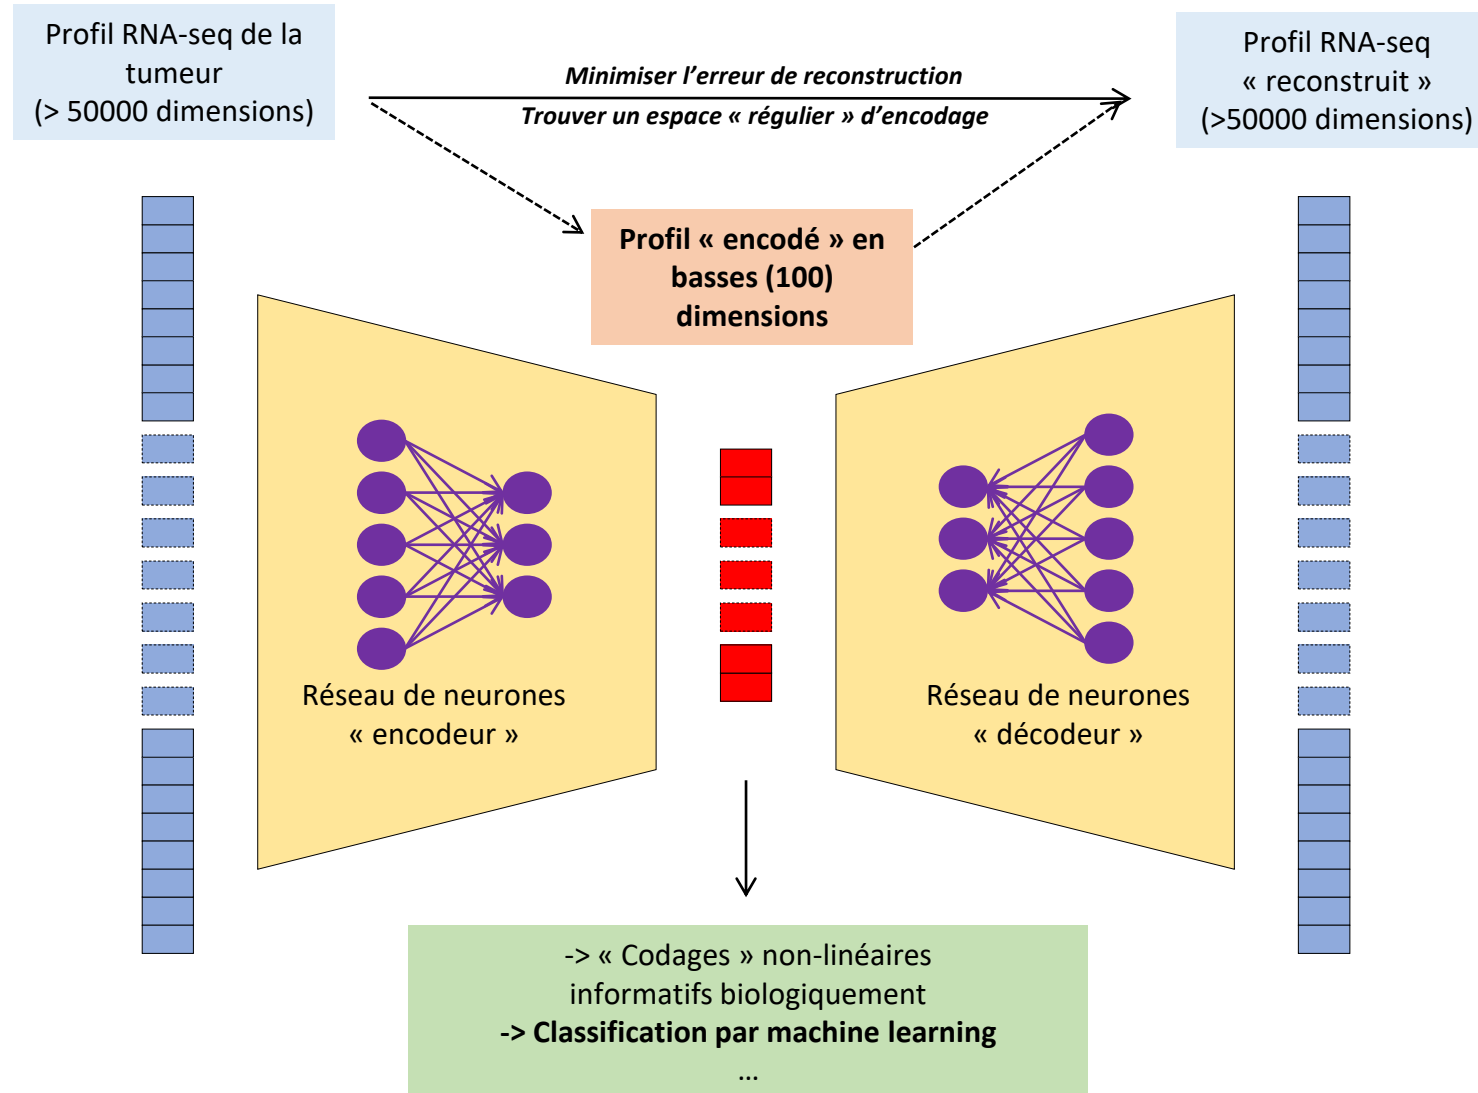 Profil RNA-seq de la
tumeur
(> 50000 dimensions)
Minimiser l’erreur de reconstruction
Trouver un espace « régulier » d’encodage
Profil RNA-seq
« reconstruit »
(>50000 dimensions)
Profil « encodé » en
basses (100)
dimensions
Réseau de neurones
« encodeur »
Réseau de neurones
« décodeur »
-> « Codages » non-linéaires
informatifs biologiquement
-> Classification par machine learning
...